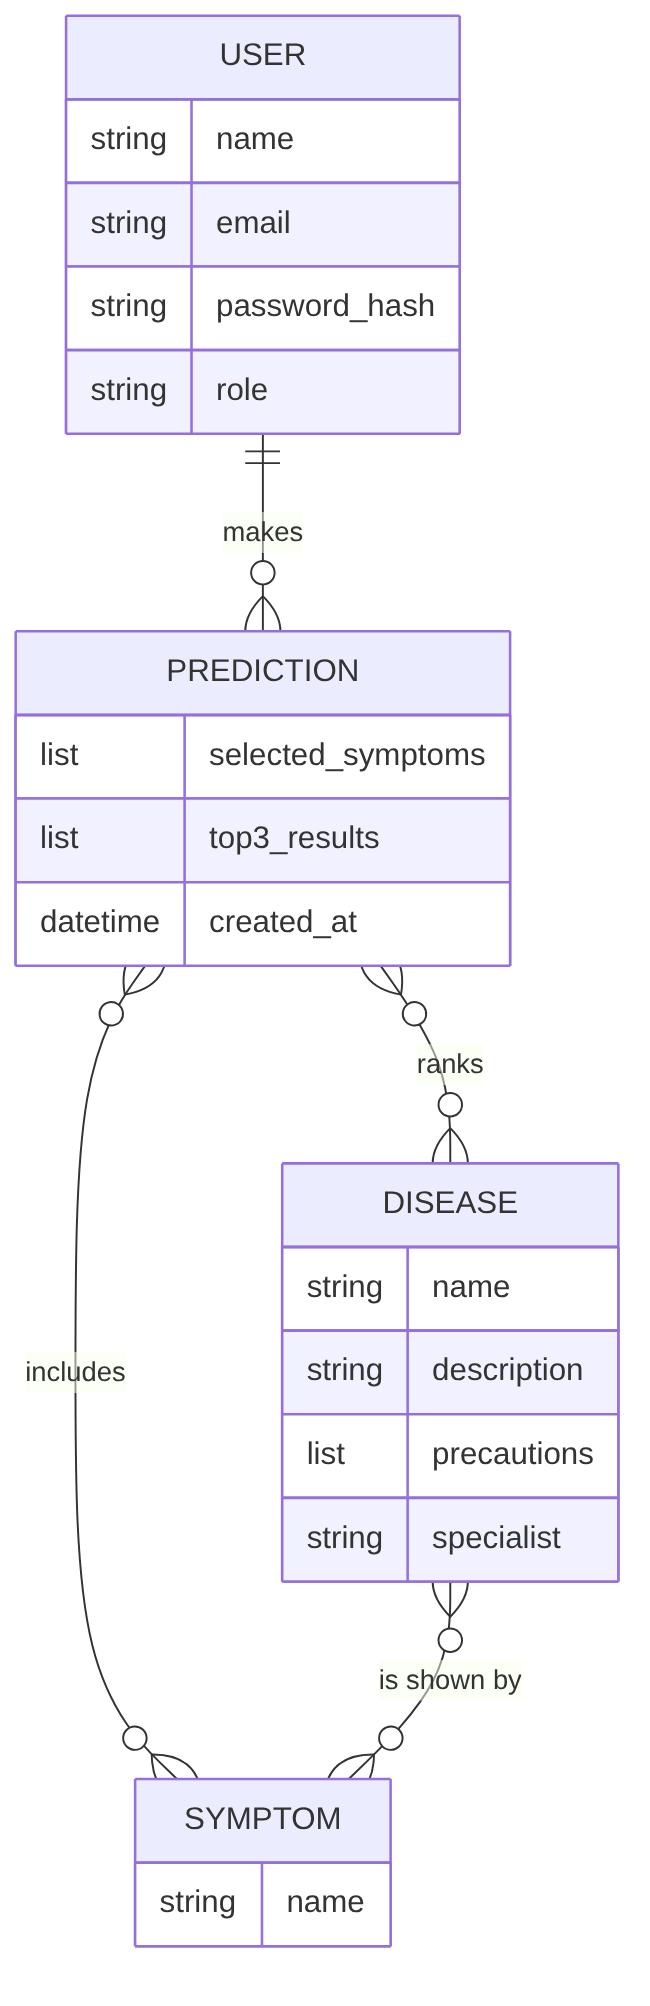 USER
string name
string email
string password_hash
string role
makes
PREDICTION
list selected_symptoms
list top3_results
datetime created_at
ranks
DISEASE
string name
string description
list precautions
string specialist
includes
is shown by
SYMPTOM
string name